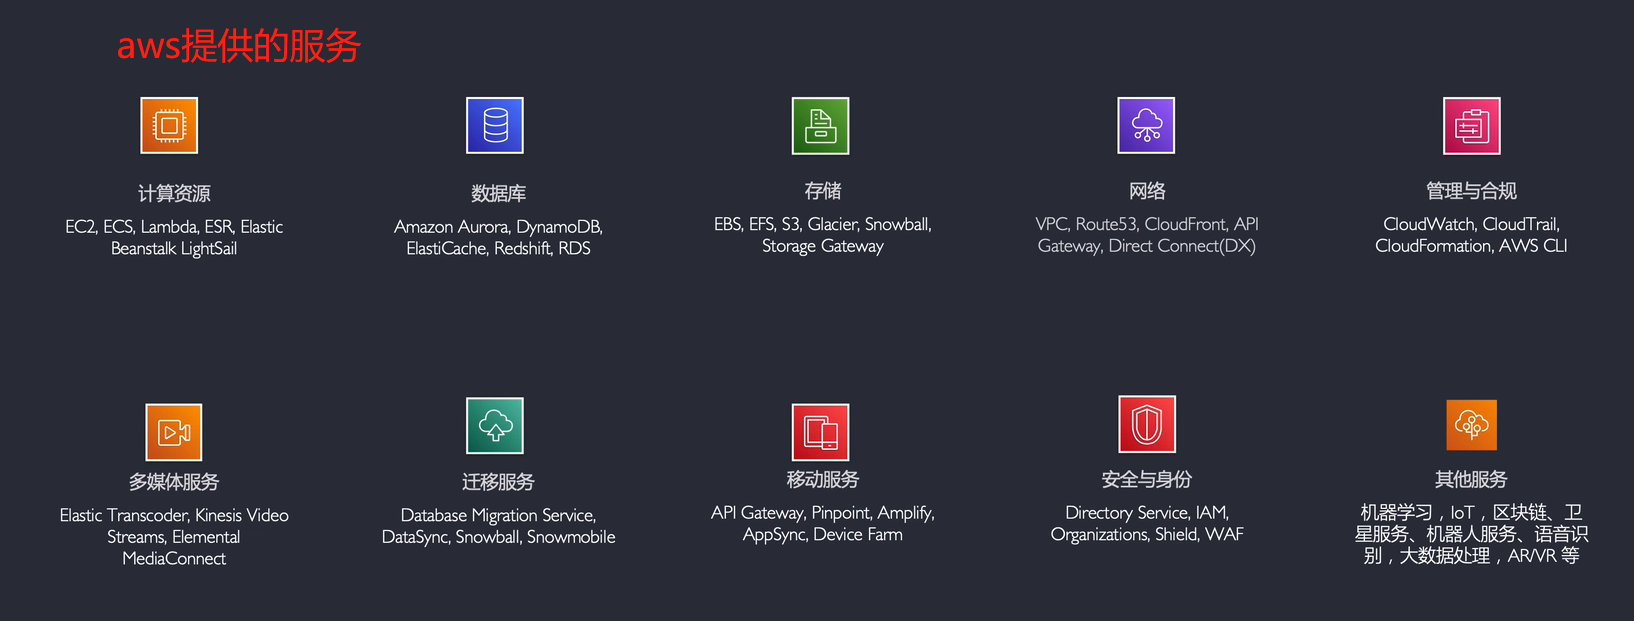 aws提供的服务
计算资源
EC2, ECS, Lambda, ESR, Elastic
Beanstalk LightSail
数据库
Amazon Aurora, DynamoDB,
ElastiCache, Redshift, RDS
存储
EBS, EFS, S3, Glacier, Snowball,
Storage Gateway
网络
VPC, Route53, CloudFront, API
Gateway, Direct Connect(DX)
管理与合规
CloudWatch, CloudTrail,
CloudFormation, AWS CLI
多媒体服务
Elastic Transcoder, Kinesis Video
Streams, Elemental
MediaConnect
迁移服务
Database Migration Service,
DataSync, Snowball, Snowmobile
移动服务
API Gateway, Pinpoint, Amplify,
AppSync, Device Farm
安全与身份
Directory Service, IAM,
Organizations, Shield, WAF
其他服务
机器学习，IoT，区块链、卫
星服务、机器人服务、语音识
别，大数据处理，AR/VR 等